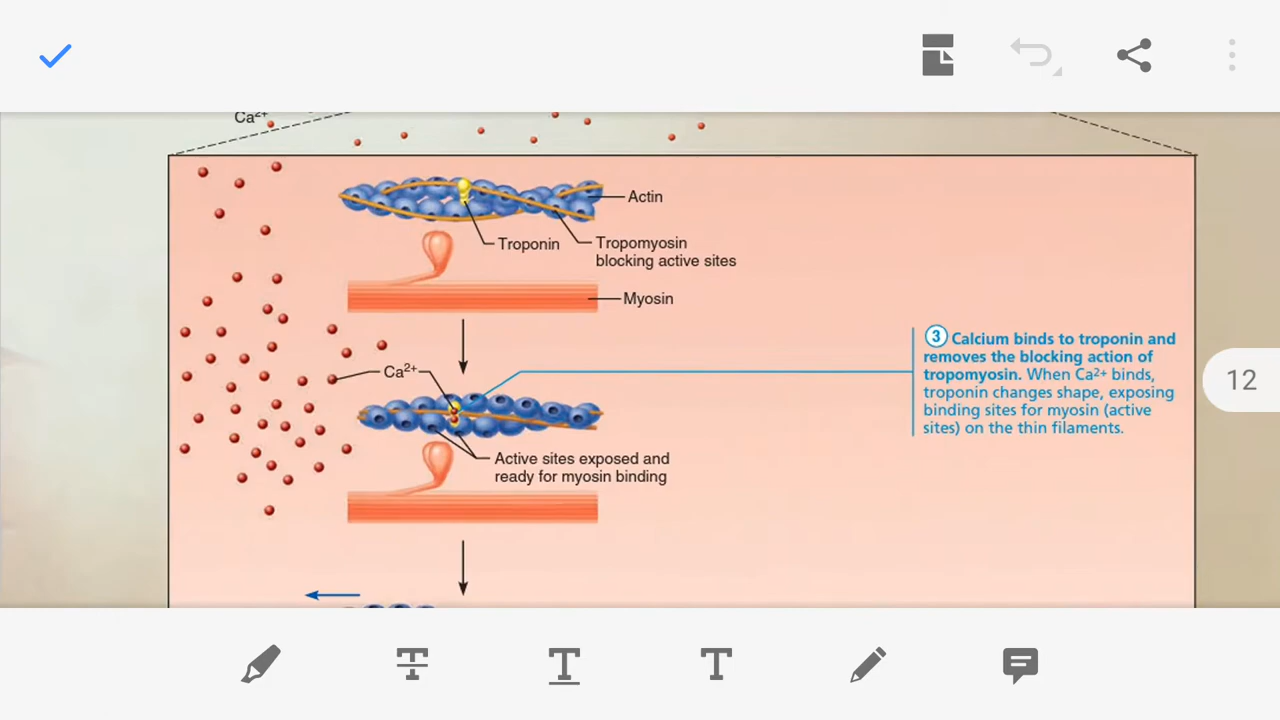 Ca²⁺
Actin
Troponin
Tropomyosin
blocking active sites
Myosin
③ Calcium binds to troponin and
removes the blocking action of
tropomyosin. When Ca²⁺ binds,
troponin changes shape, exposing
binding sites for myosin (active
sites) on the thin filaments.
12
Ca²⁺
Active sites exposed and
ready for myosin binding
T
T
T